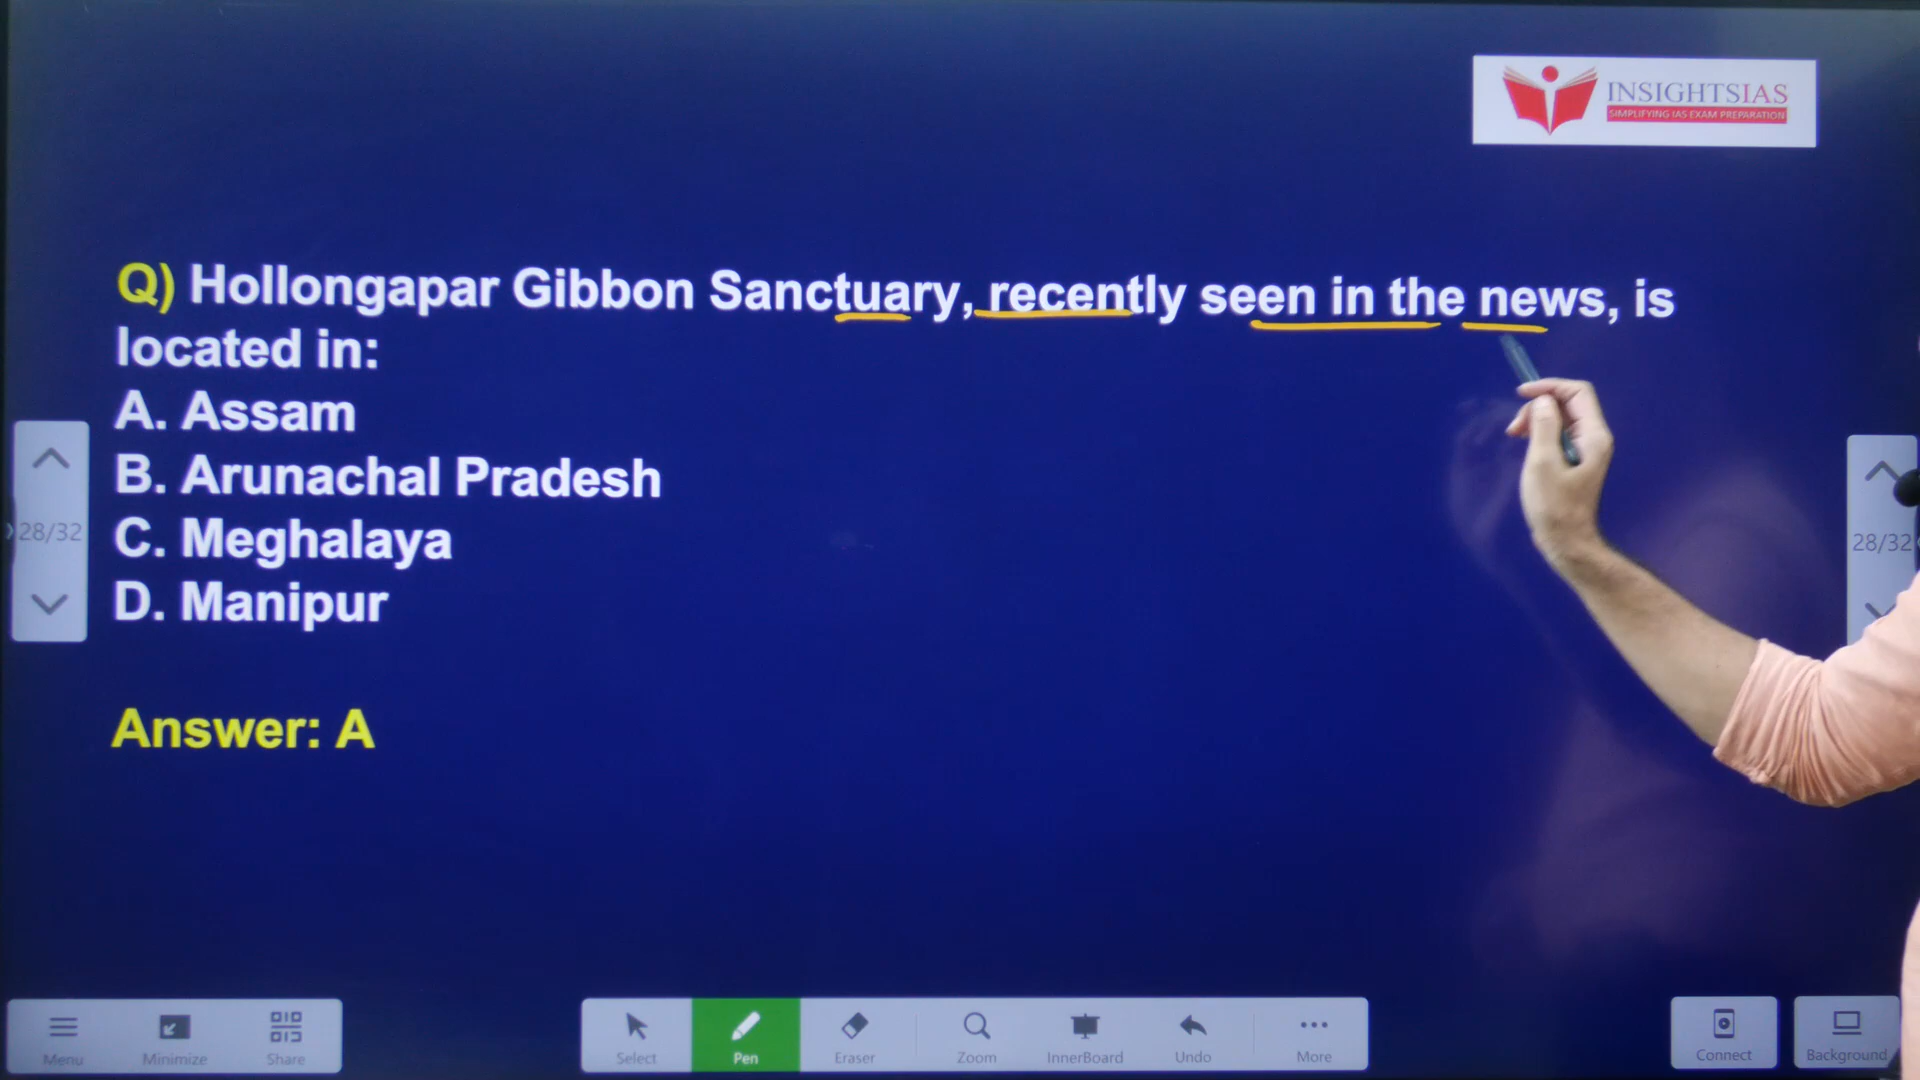 INSIGHTSIAS
SIMPLIFYING IAS EXAM PREPARATION
Q) Hollongapar Gibbon Sanctuary, recently seen in the news, is
located in:
A. Assam
B. Arunachal Pradesh
C. Meghalaya
D. Manipur
Answer: A
28/32
28/32
Menu
Minimize
Share
Select
Pen
Eraser
Zoom
InnerBoard
Undo
More
Connect
Background